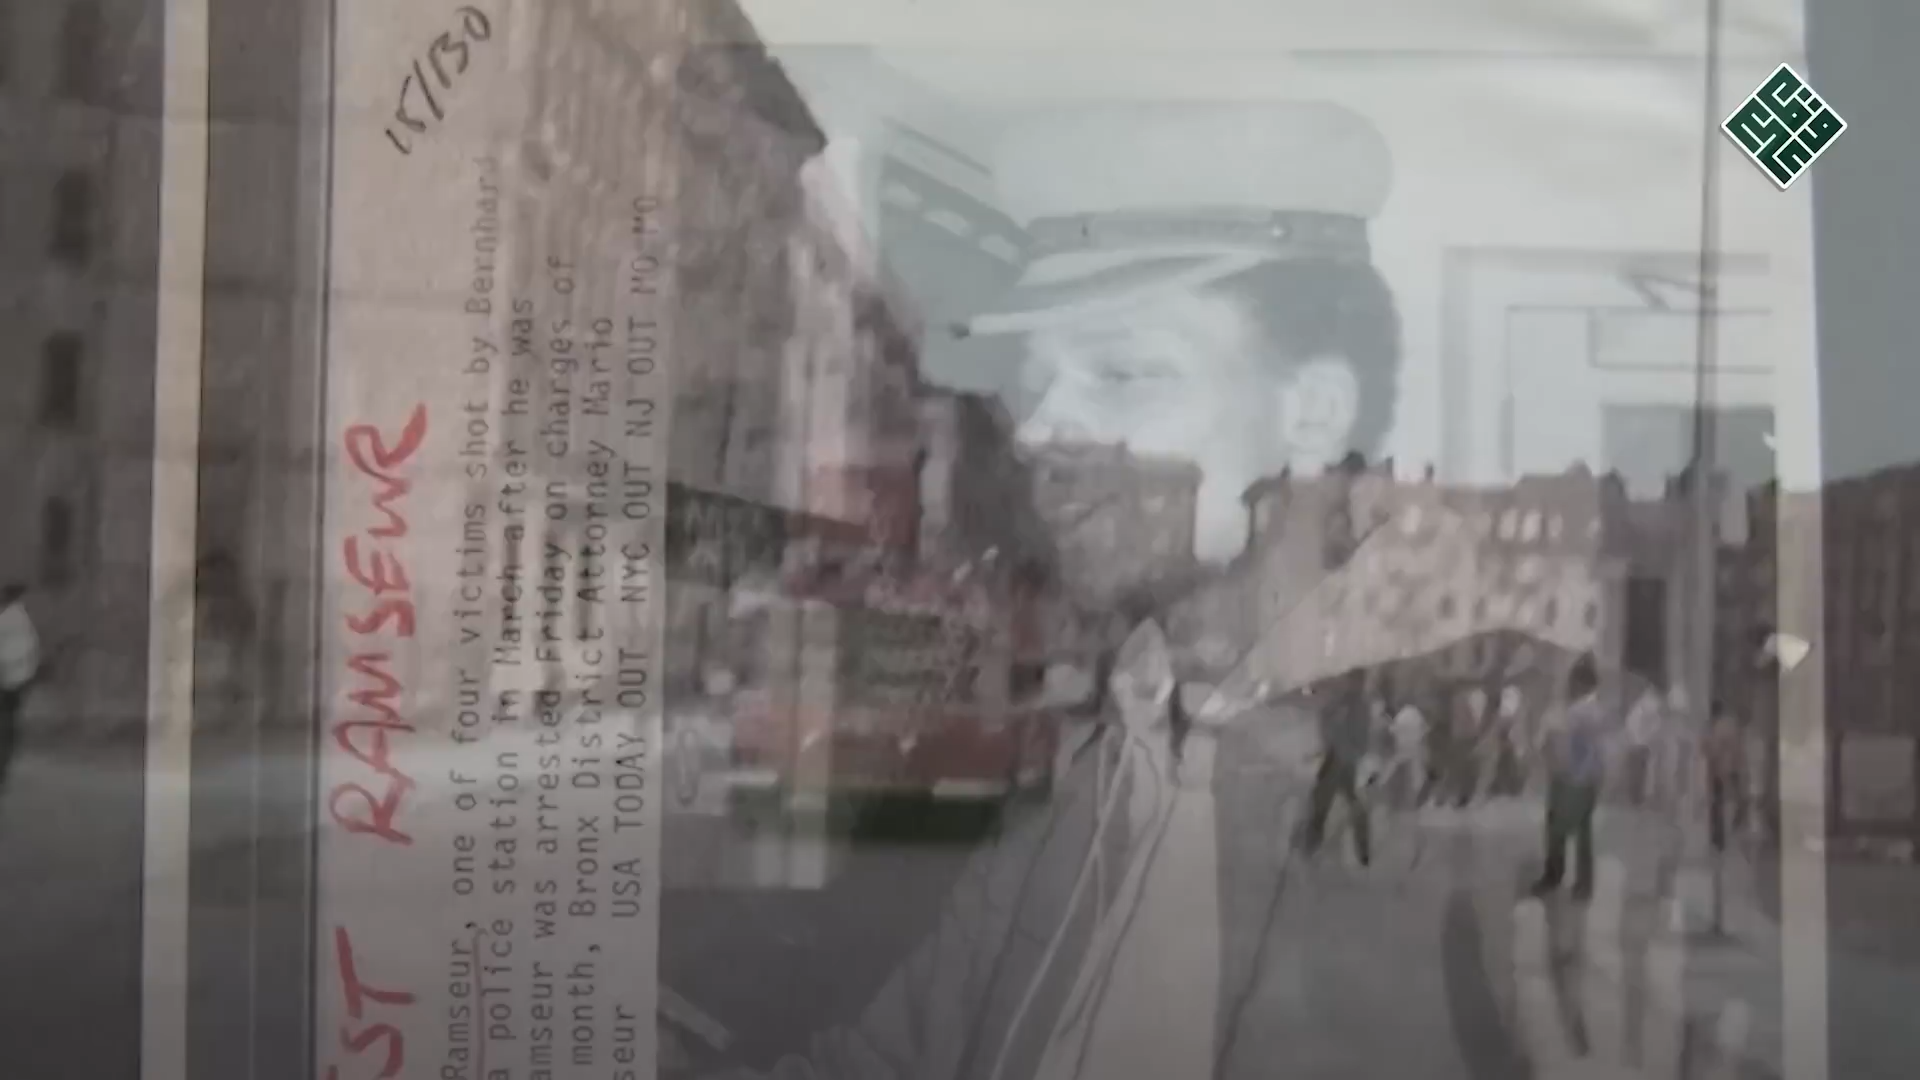 15/130
ST RAMSEUR
Ramseur, one of four victims shot by Bernhard
a police station in March after he was
amseur was arrested Friday on charges of
month, Bronx District Attorney Mario
seur USA TODAY OUT NYC OUT NJ OUT MO MO